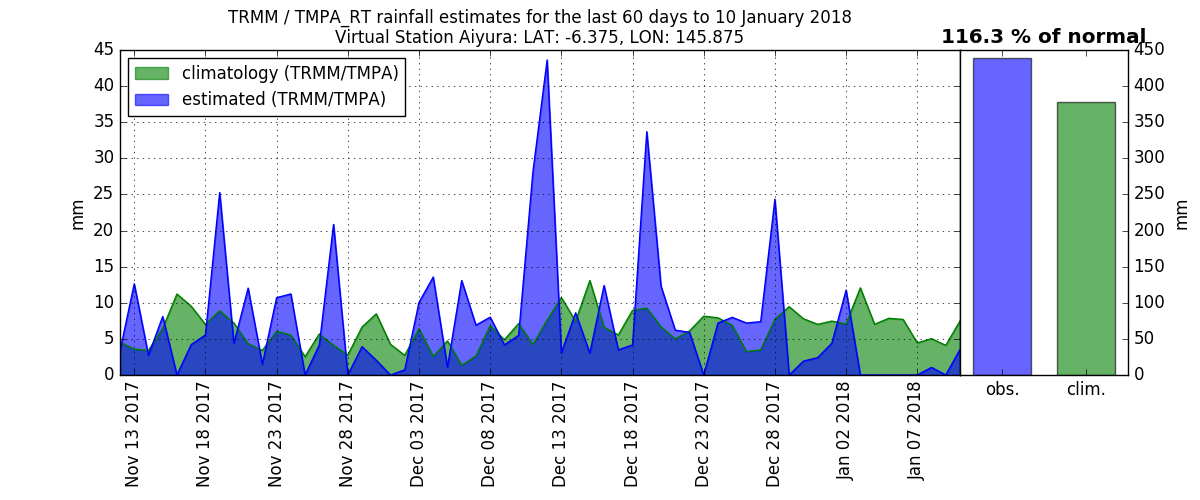 TRMM / TMPA_RT rainfall estimates for the last 60 days to 10 January 2018
Virtual Station Aiyura: LAT: -6.375, LON: 145.875
116.3 % of normal
climatology (TRMM/TMPA)
estimated (TRMM/TMPA)
45
40
35
30
25
20
15
10
5
0
mm
Nov 13 2017
Nov 18 2017
Nov 23 2017
Nov 28 2017
Dec 03 2017
Dec 08 2017
Dec 13 2017
Dec 18 2017
Dec 23 2017
Dec 28 2017
Jan 02 2018
Jan 07 2018
obs.
clim.
450
400
350
300
250
200
150
100
50
0
mm